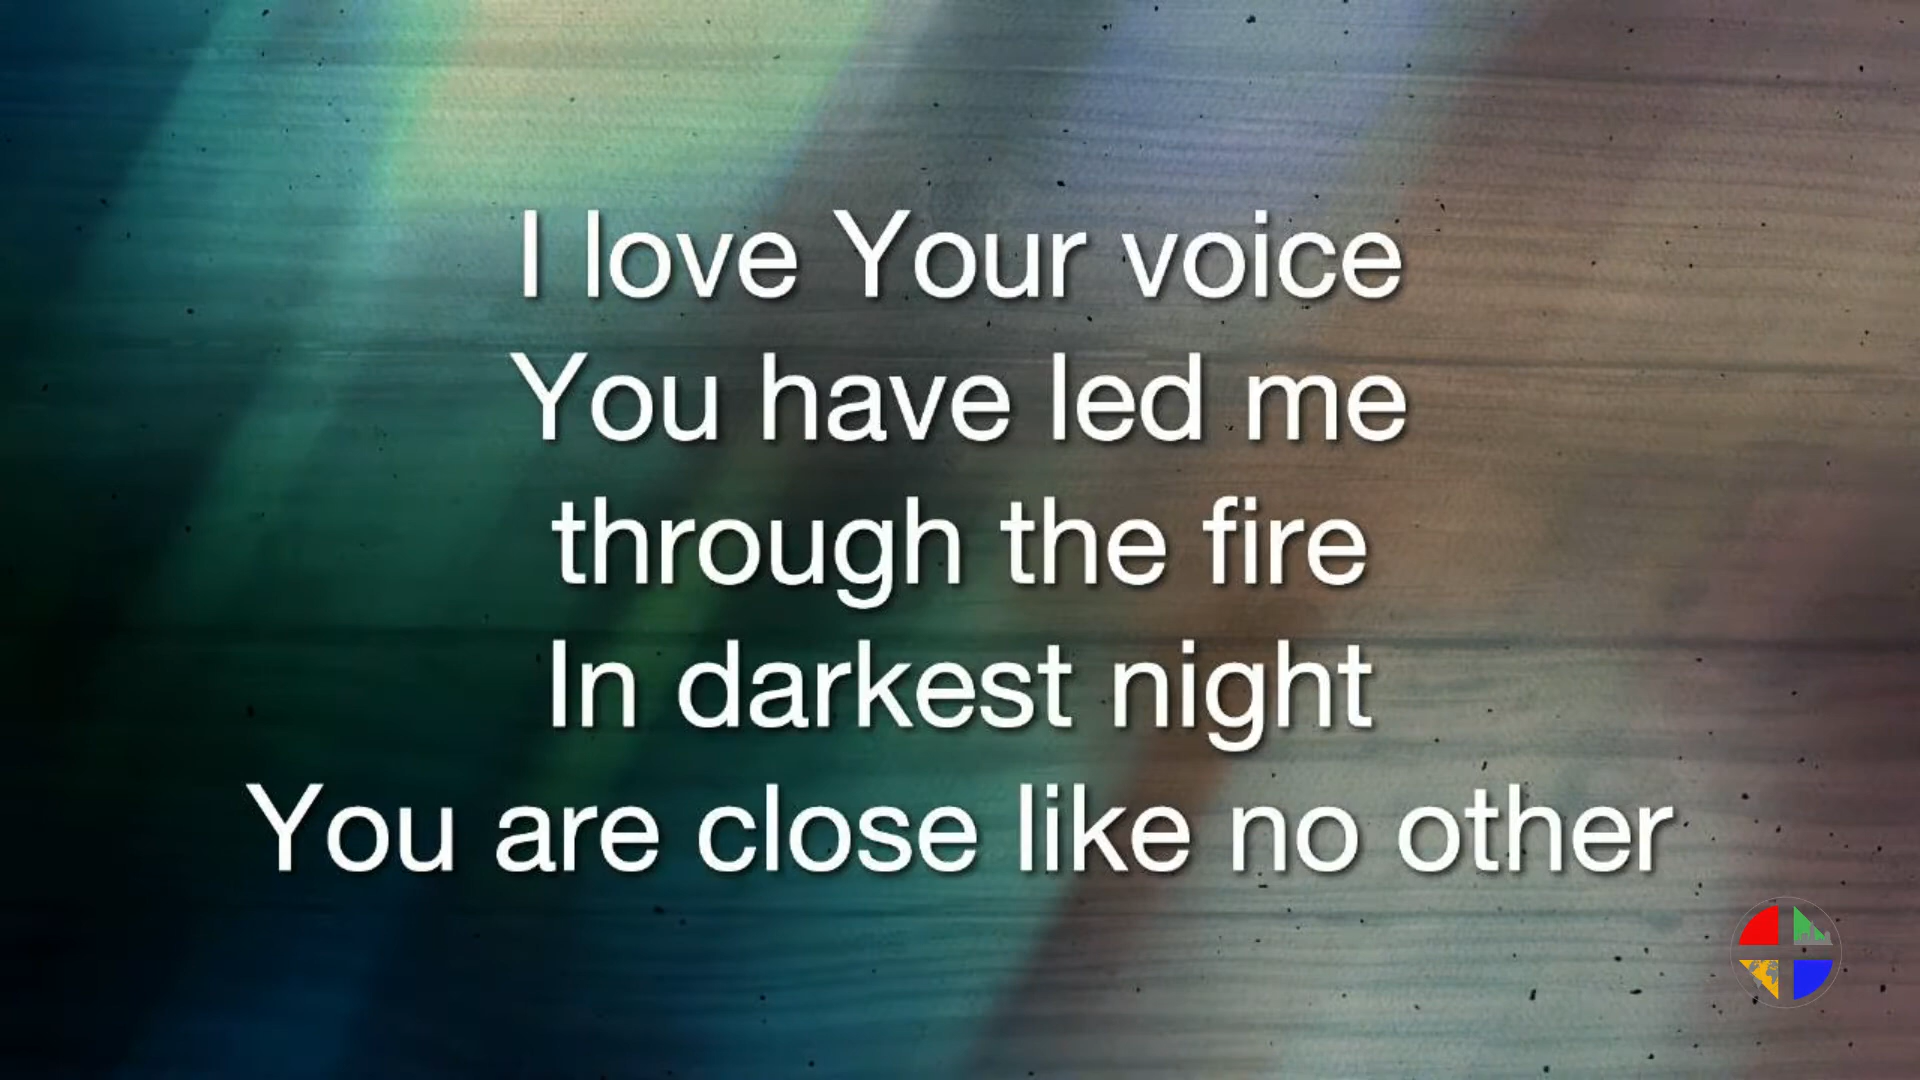 I love Your voice
You have led me
through the fire
In darkest night
You are close like no other